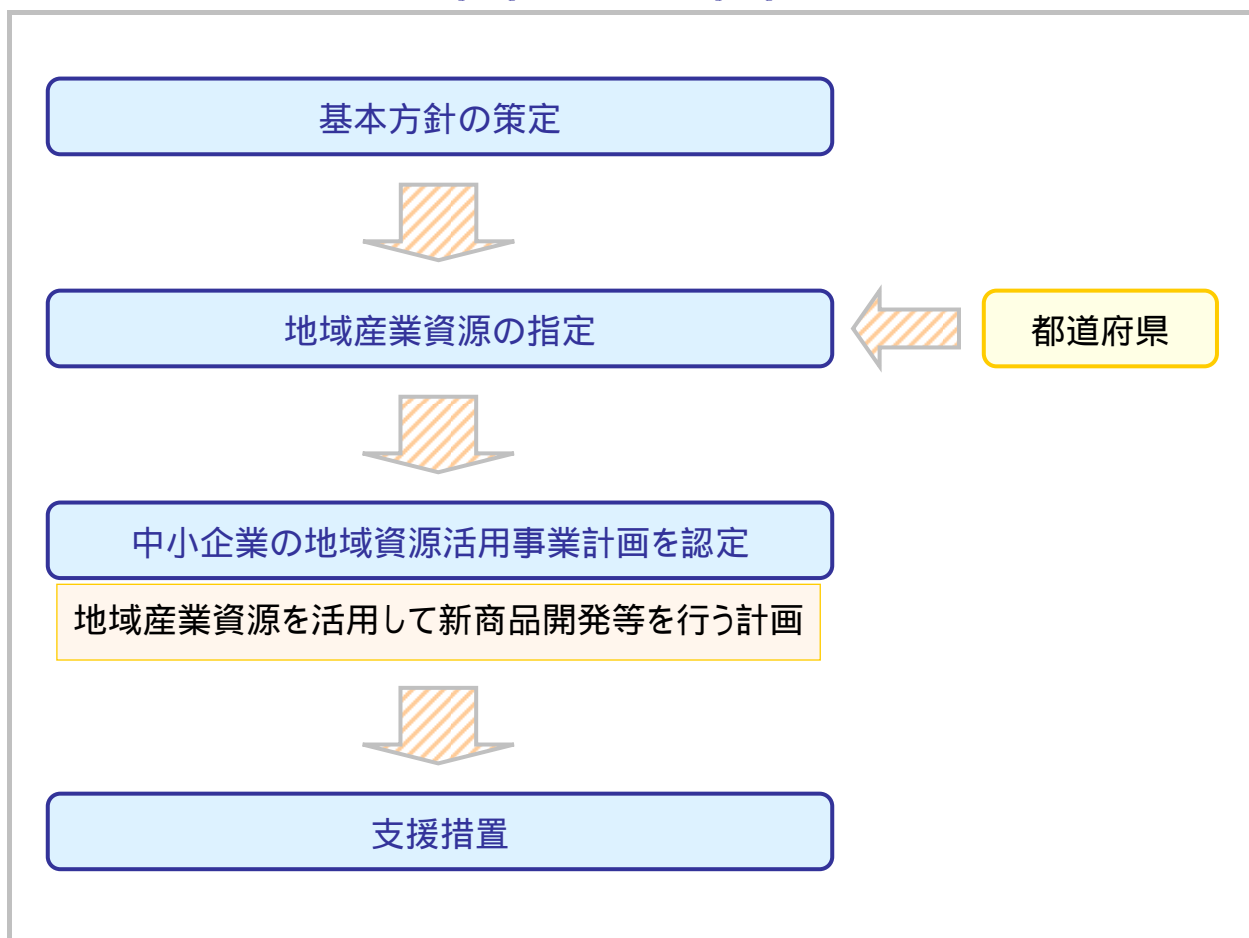 基本方針の策定
地域産業資源の指定
都道府県
中小企業の地域資源活用事業計画を認定
地域産業資源を活用して新商品開発等を行う計画
支援措置